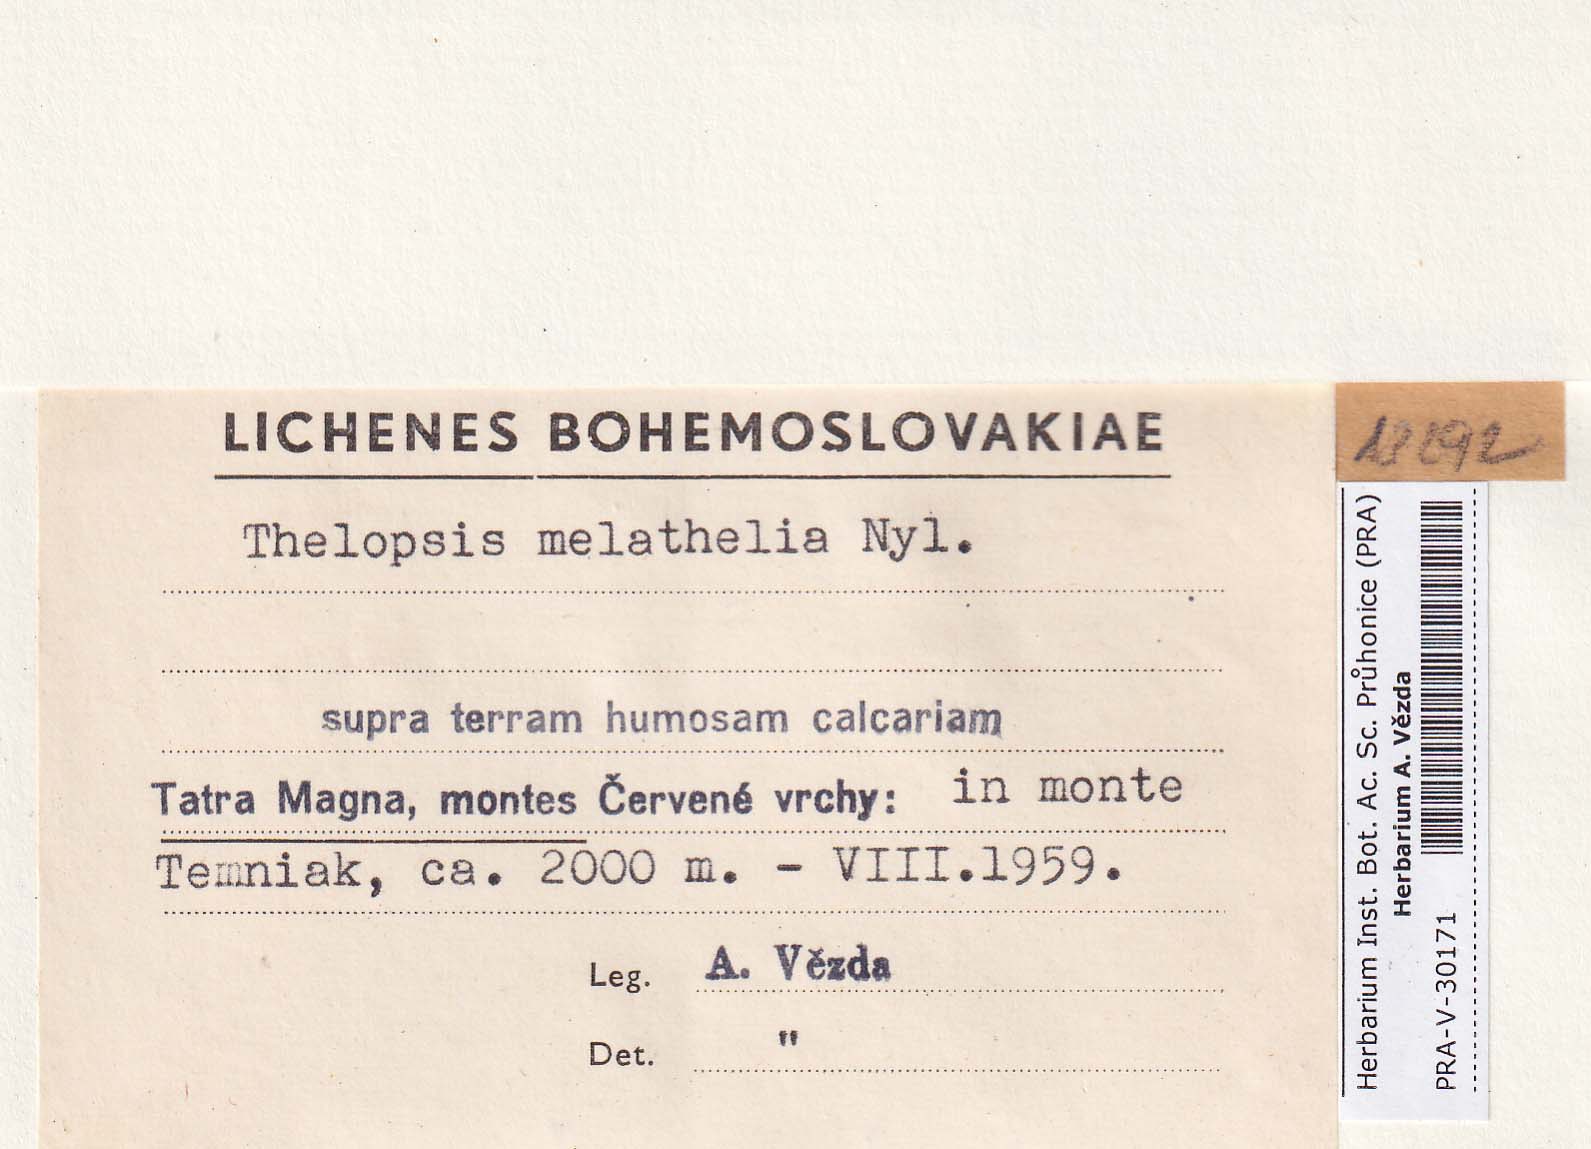 LICHENES BOHEMOSLOVAKIAE
Thelopsis melathelia Nyl.
supra terram humosam calcariam
Tatra Magna, montes Červené vrchy: in monte
Temniak, ca. 2000 m. - VIII.1959.
Leg. A. Vězda
Det. "
Herbarium Inst. Bot. Ac. Sc. Průhonice (PRA)
Herbarium A. Vězda
PRA-V-30171